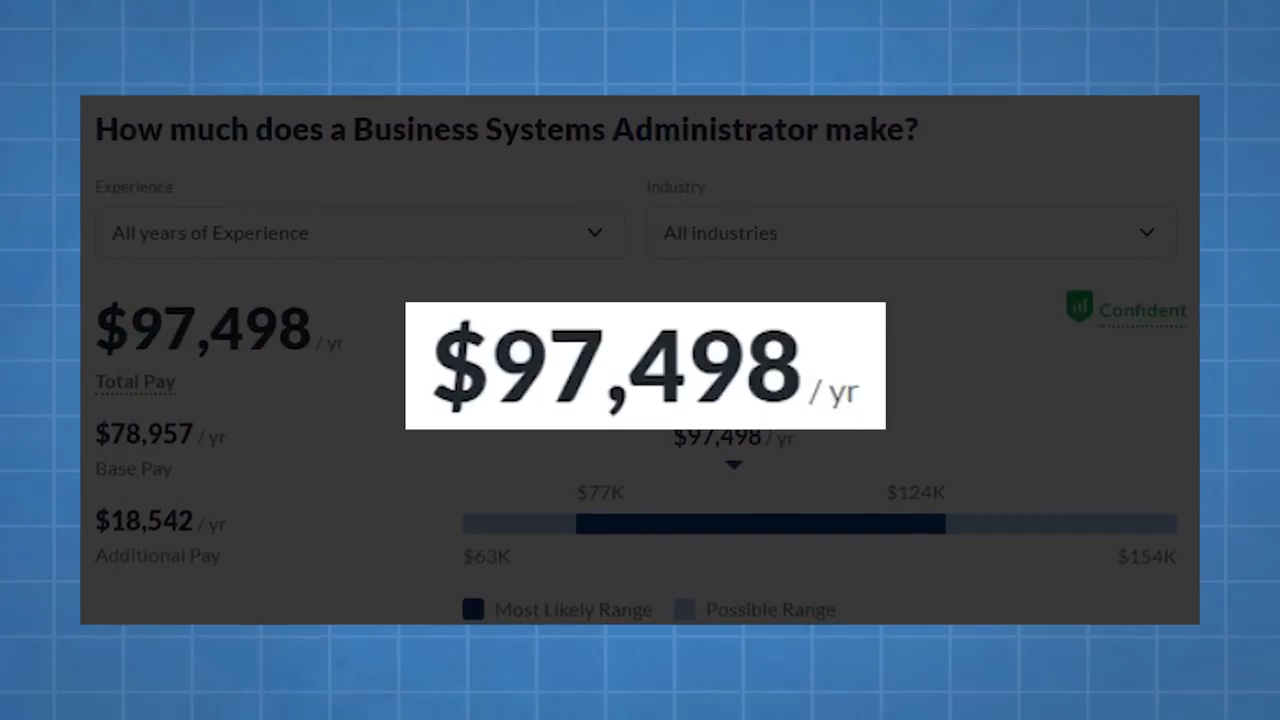 How much does a Business Systems Administrator make?
Experience
Industry
All years of Experience
All industries
$97,498 / yr
Confident
$97,498 / yr
Total Pay
$78,957 / yr
Base Pay
$97,498 / yr
$77K
$124K
$18,542 / yr
Additional Pay
$63K
$154K
Most Likely Range
Possible Range